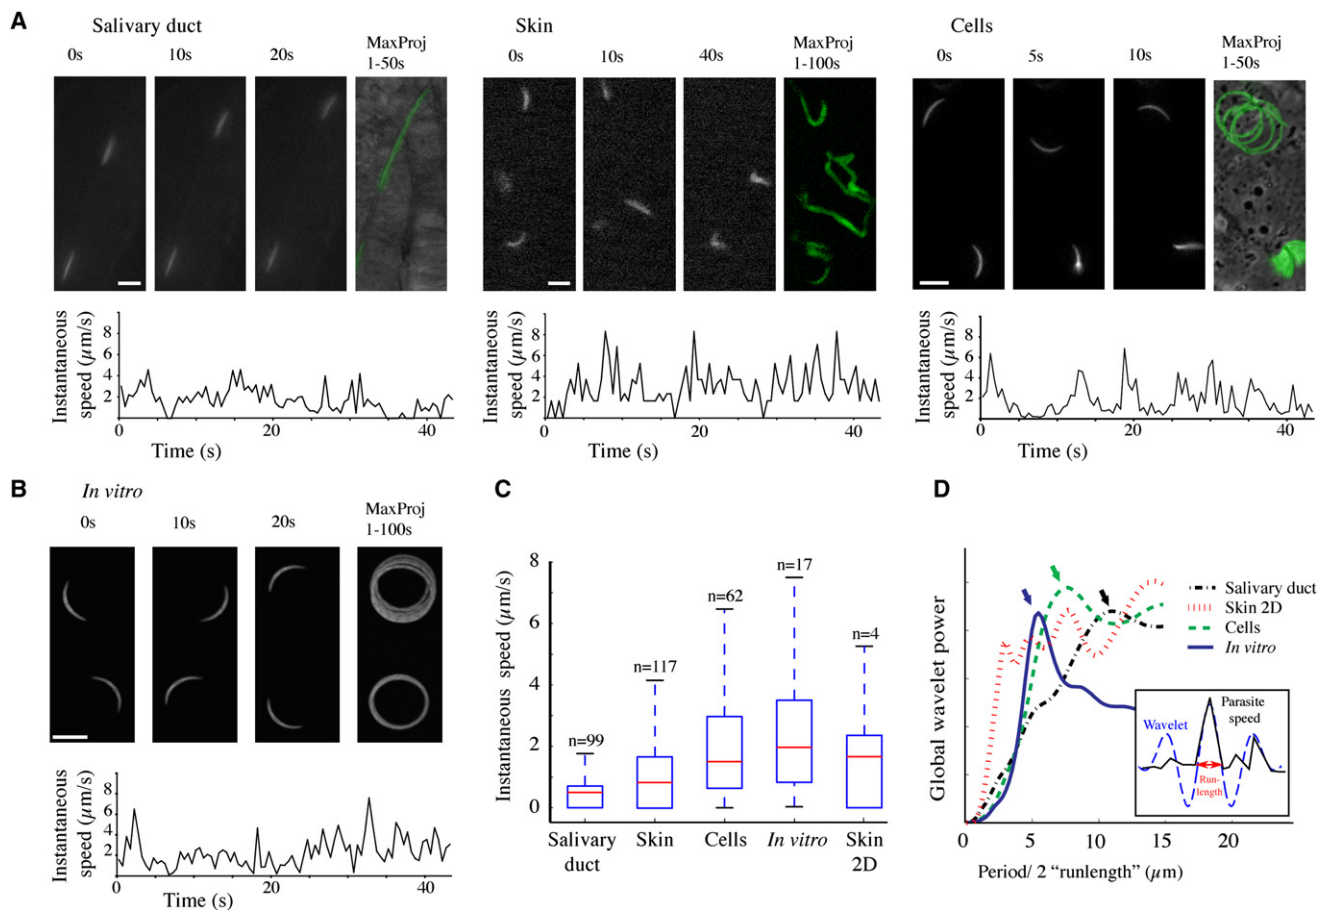 A
Salivary duct
0s
10s
20s
MaxProj
1-50s
Skin
0s
10s
40s
MaxProj
1-100s
Cells
0s
5s
10s
MaxProj
1-50s
Instantaneous
speed (µm/s)
8
6
4
2
0
20
40
Time (s)
Instantaneous
speed (µm/s)
8
6
4
2
0
20
40
Time (s)
Instantaneous
speed (µm/s)
8
6
4
2
0
20
40
Time (s)
B
In vitro
0s
10s
20s
MaxProj
1-100s
Instantaneous
speed (µm/s)
8
6
4
2
0
20
40
Time (s)
C
Instantaneous speed (µm/s)
8
6
4
2
0
n=99
n=117
n=62
n=17
n=4
Salivary
duct
Skin
Cells
In vitro
Skin
2D
D
Global wavelet power
Salivary duct
Skin 2D
Cells
In vitro
Wavelet
Parasite
speed
Run-
length
0
5
10
15
20
Period/ 2 “runlength” (µm)